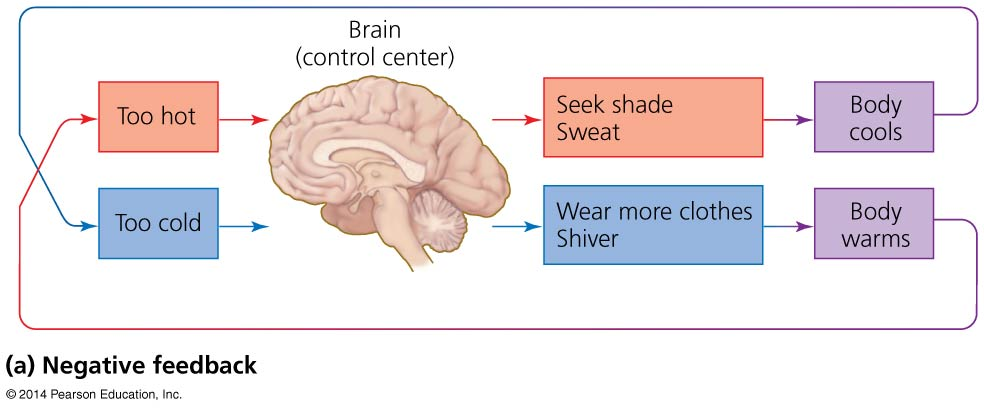 Brain
(control center)
Too hot
Seek shade
Sweat
Body
cools
Too cold
Wear more clothes
Shiver
Body
warms
(a) Negative feedback
© 2014 Pearson Education, Inc.